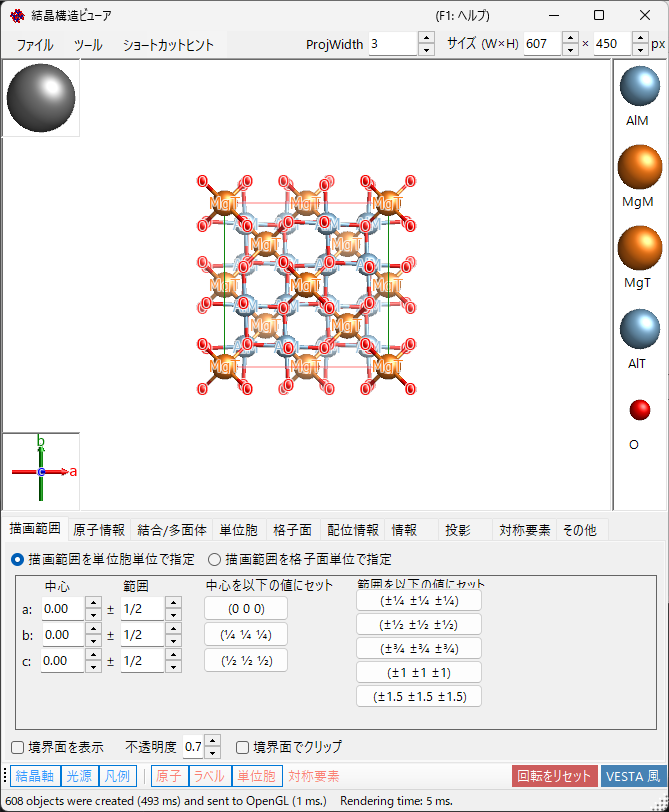 結晶構造ビューア (F1: ヘルプ)
ファイル ツール ショートカットヒント ProjWidth 3 サイズ (W×H) 607 × 450 px
AlM
MgM
MgT
AlT
O
b
a
c
描画範囲 原子情報 結合/多面体 単位胞 格子面 配位情報 情報 投影 対称要素 その他
描画範囲を単位胞単位で指定 描画範囲を格子面単位で指定
中心 範囲 中心を以下の値にセット 範囲を以下の値にセット
a: 0.00 ± 1/2 (0 0 0) (±¼ ±¼ ±¼)
b: 0.00 ± 1/2 (¼ ¼ ¼) (±½ ±½ ±½)
c: 0.00 ± 1/2 (½ ½ ½) (±¾ ±¾ ±¾)
(±1 ±1 ±1)
(±1.5 ±1.5 ±1.5)
境界面を表示 不透明度 0.7 境界面でクリップ
結晶軸 光源 凡例 原子 ラベル 単位胞 対称要素 回転をリセット VESTA 風
608 objects were created (493 ms) and sent to OpenGL (1 ms.) Rendering time: 5 ms.